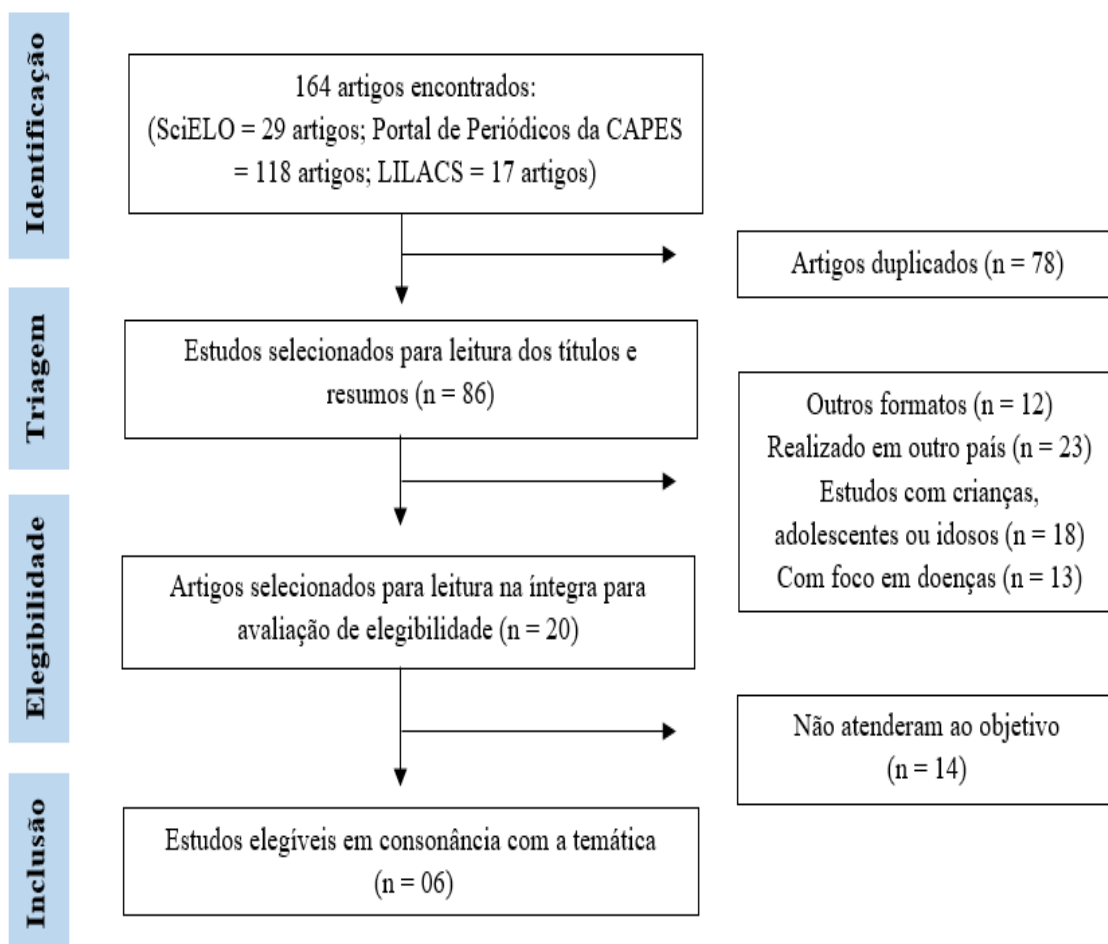 Identificação
164 artigos encontrados:
(SciELO = 29 artigos; Portal de Periódicos da CAPES
= 118 artigos; LILACS = 17 artigos)
Artigos duplicados (n = 78)
Triagem
Estudos selecionados para leitura dos títulos e
resumos (n = 86)
Outros formatos (n = 12)
Realizado em outro país (n = 23)
Estudos com crianças,
adolescentes ou idosos (n = 18)
Com foco em doenças (n = 13)
Elegibilidade
Artigos selecionados para leitura na íntegra para
avaliação de elegibilidade (n = 20)
Não atenderam ao objetivo
(n = 14)
Inclusão
Estudos elegíveis em consonância com a temática
(n = 06)